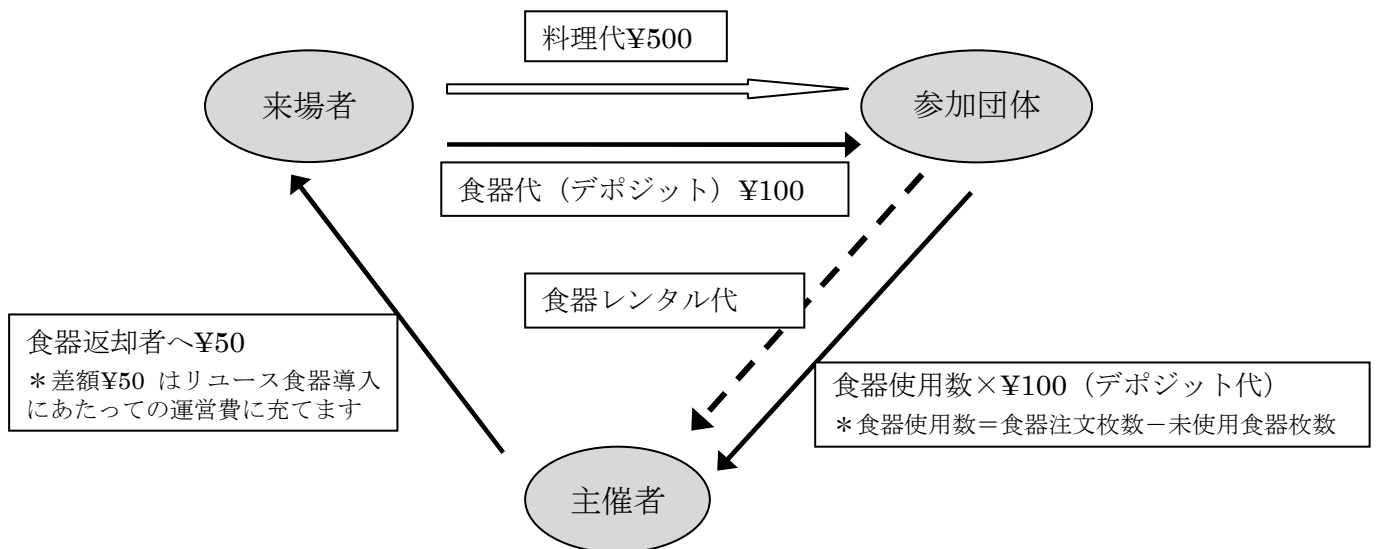 料理代¥500
来場者
参加団体
食器代（デポジット）¥100
食器レンタル代
食器返却者へ¥50
＊差額¥50 はリユース食器導入
にあたっての運営費に充てます
食器使用数×¥100（デポジット代）
＊食器使用数＝食器注文枚数－未使用食器枚数
主催者